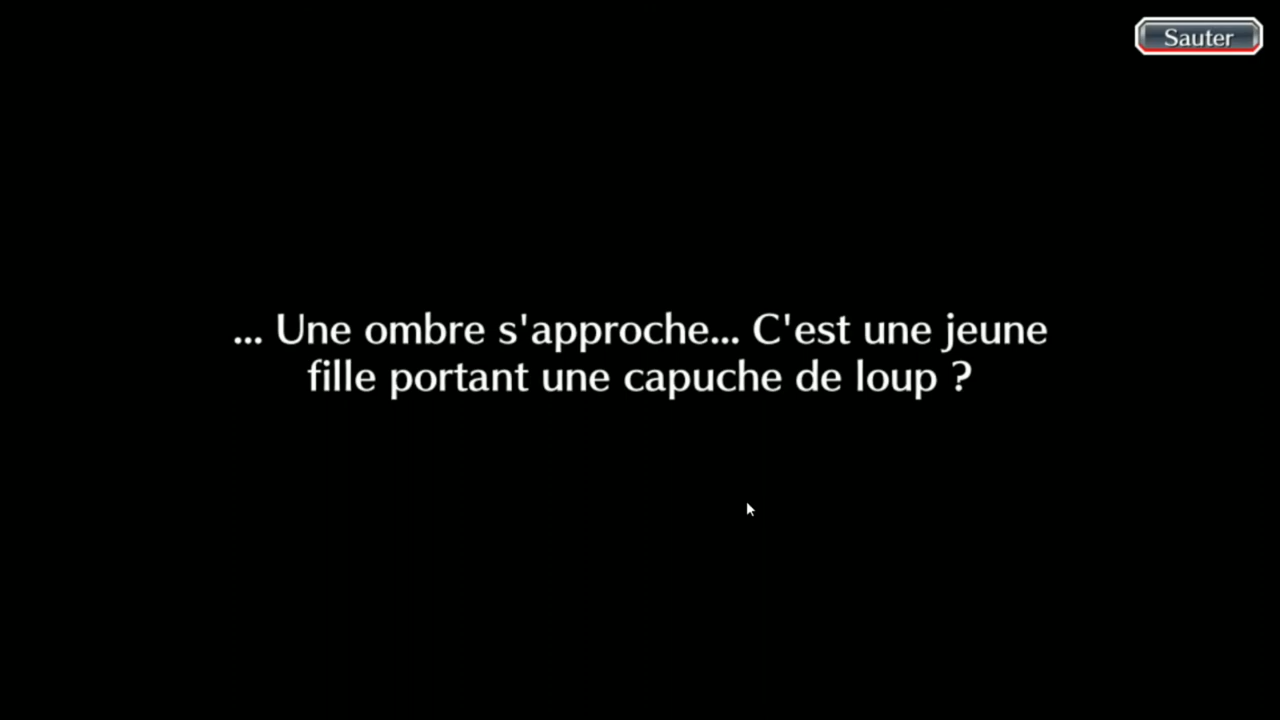 Sauter
... Une ombre s'approche... C'est une jeune
fille portant une capuche de loup ?